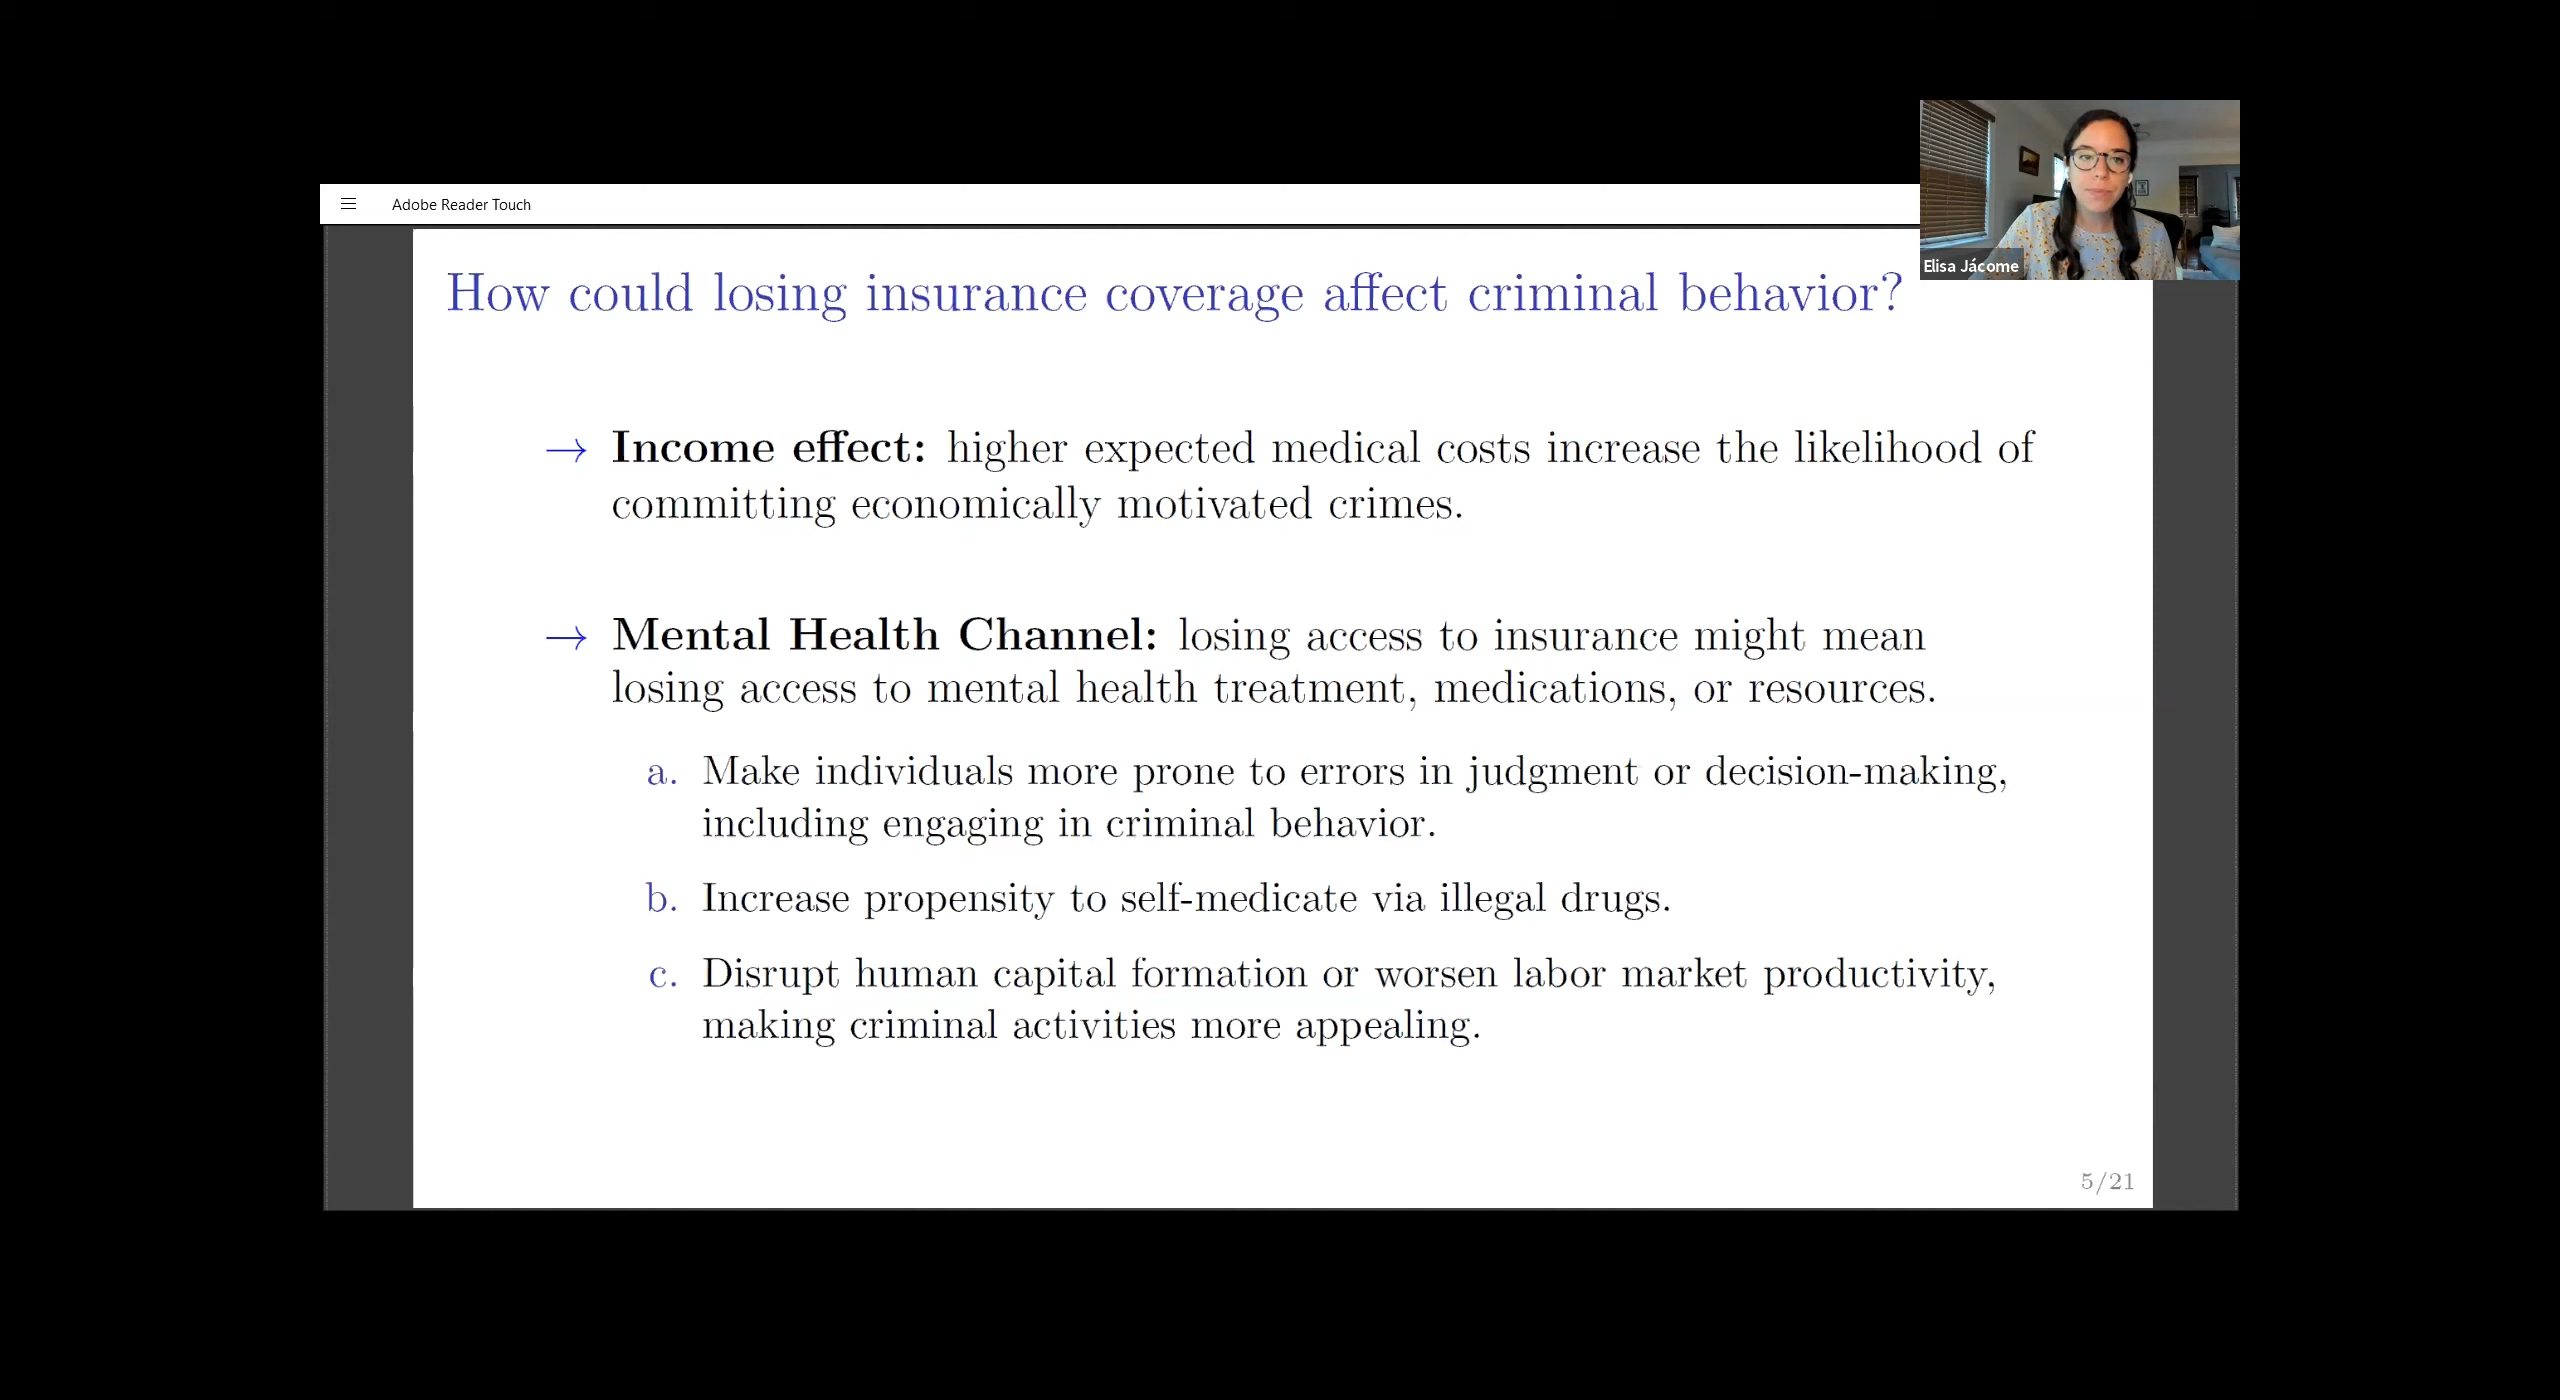 ☰ Adobe Reader Touch
Elisa Jácome
How could losing insurance coverage affect criminal behavior?
→ Income effect: higher expected medical costs increase the likelihood of
committing economically motivated crimes.
→ Mental Health Channel: losing access to insurance might mean
losing access to mental health treatment, medications, or resources.
a. Make individuals more prone to errors in judgment or decision-making,
including engaging in criminal behavior.
b. Increase propensity to self-medicate via illegal drugs.
c. Disrupt human capital formation or worsen labor market productivity,
making criminal activities more appealing.
5/21